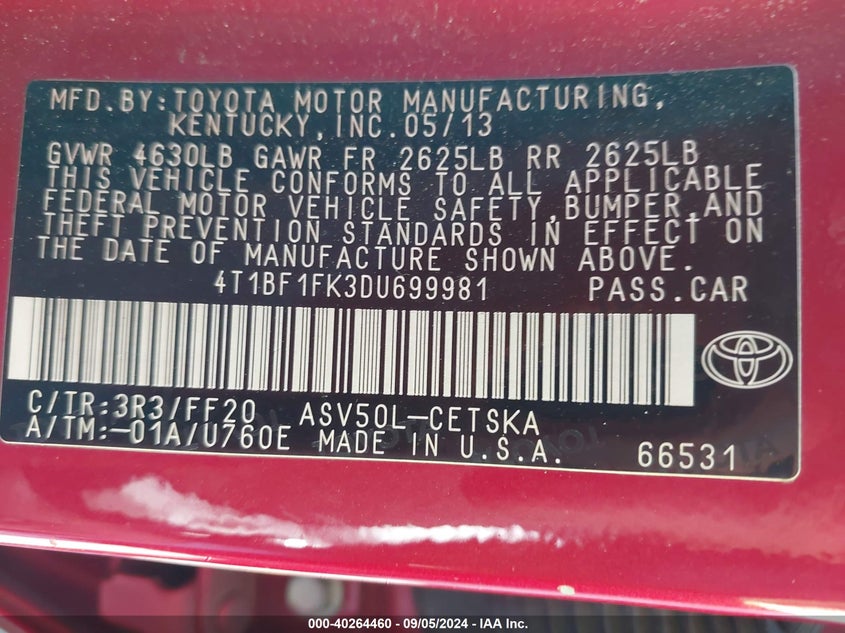 MFD.BY:TOYOTA MOTOR MANUFACTURING,
KENTUCKY,INC.05/13
GVWR 4630LB GAWR FR 2625LB RR 2625LB
THIS VEHICLE CONFORMS TO ALL APPLICABLE
FEDERAL MOTOR VEHICLE SAFETY,BUMPER,AND
THEFT PREVENTION STANDARDS IN EFFECT ON
THE DATE OF MANUFACTURE SHOWN ABOVE.
4T1BF1FK3DU699981 PASS.CAR
C/TR:3R3/FF20 ASV50L-CETSKA
A/TM:-01A/U760E MADE IN U.S.A. 66531
000-40264460 - 09/05/2024 - IAA Inc.